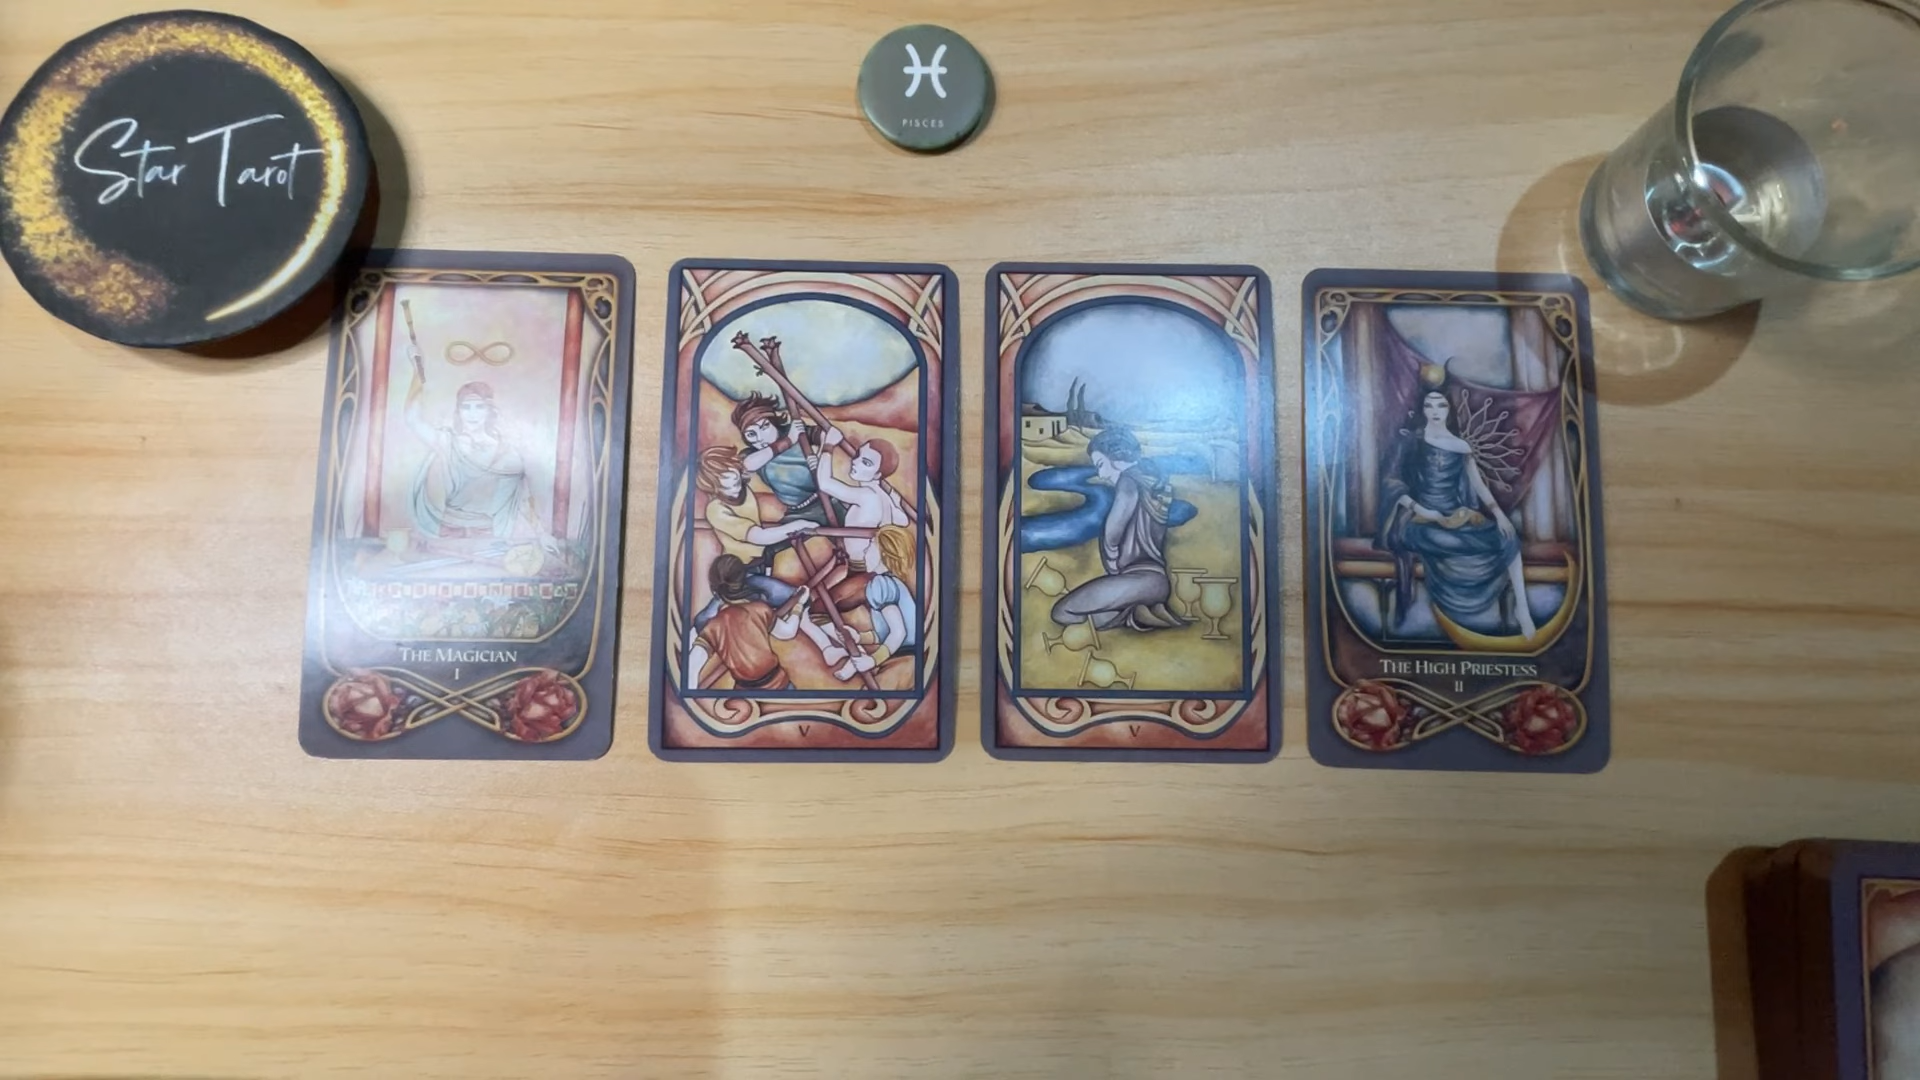 Star Tarot
PISCES
THE MAGICIAN
I
V
V
THE HIGH PRIESTESS
II